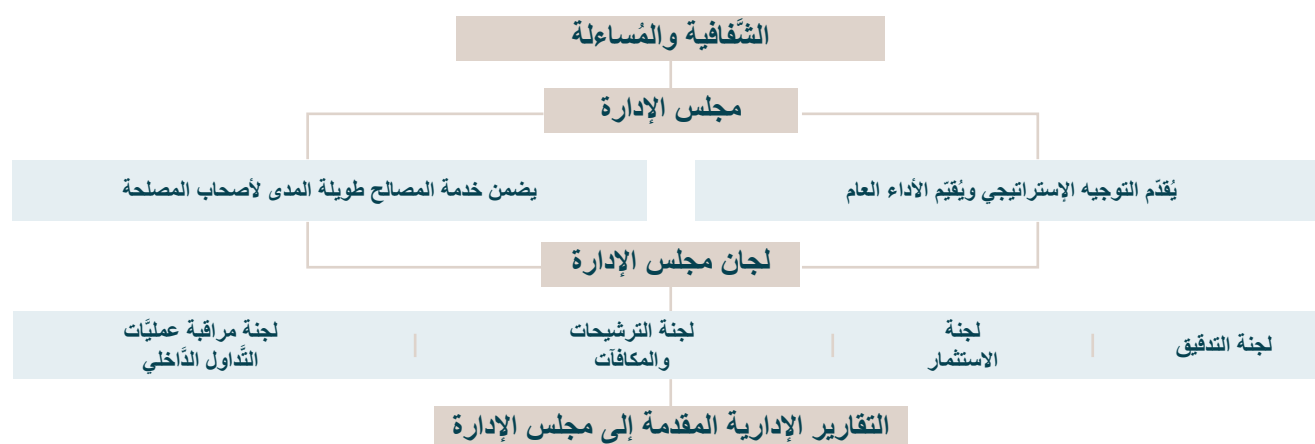 الشَّفافية والمُساءلة
مجلس الإدارة
يُقدّم التوجيه الإستراتيجي ويُقيّم الأداء العام
يضمن خدمة المصالح طويلة المدى لأصحاب المصلحة
لجان مجلس الإدارة
لجنة التدقيق
لجنة
الاستثمار
لجنة الترشيحات
والمكافآت
لجنة مراقبة عمليَّات
التَّداول الدَّاخلي
التقارير الإدارية المقدمة إلى مجلس الإدارة